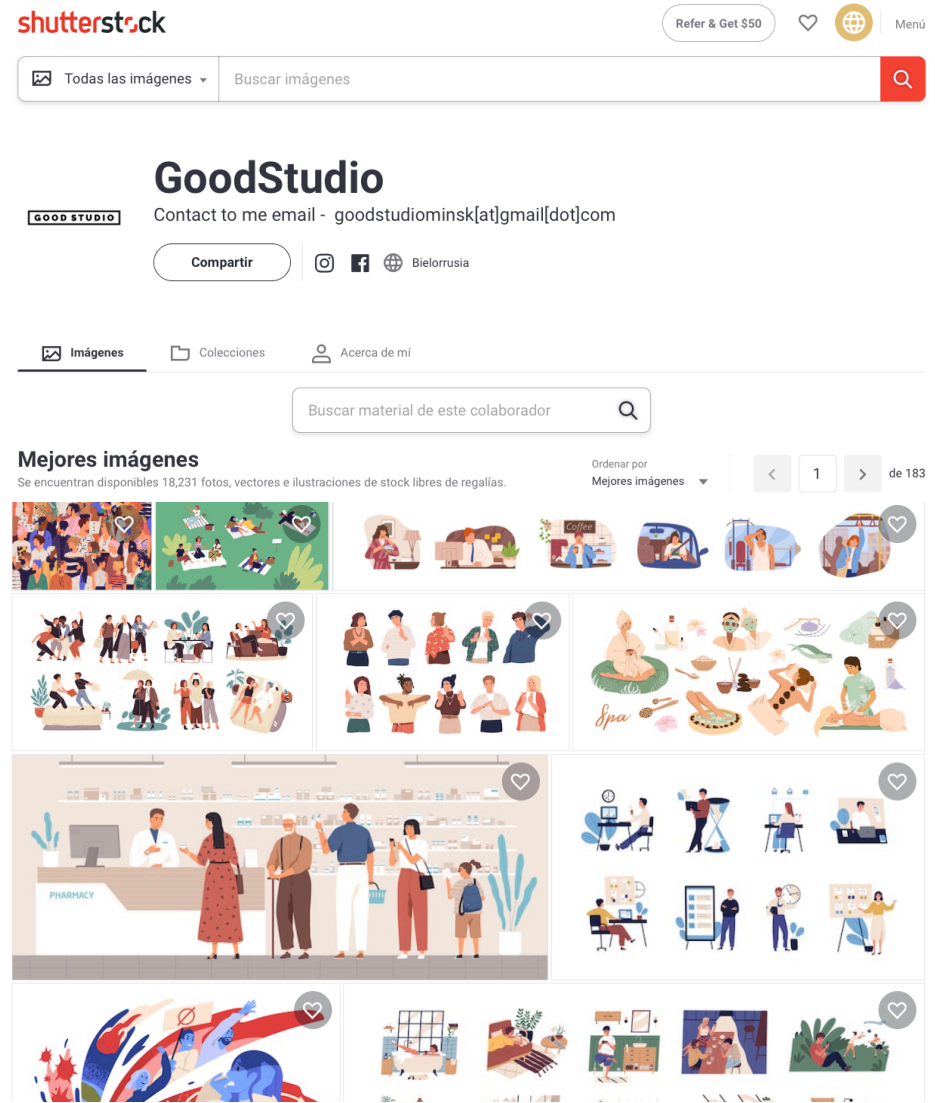 shutterstock
Refer & Get $50
Menú
Todas las imágenes
Buscar imágenes
GoodStudio
GOOD STUDIO
Contact to me email - goodstudiominsk[at]gmail[dot]com
Compartir
Bielorrusia
Imágenes
Colecciones
Acerca de mí
Buscar material de este colaborador
Mejores imágenes
Se encuentran disponibles 18,231 fotos, vectores e ilustraciones de stock libres de regalías.
Ordenar por
Mejores imágenes
1
de 183
Coffee
Spa
PHARMACY